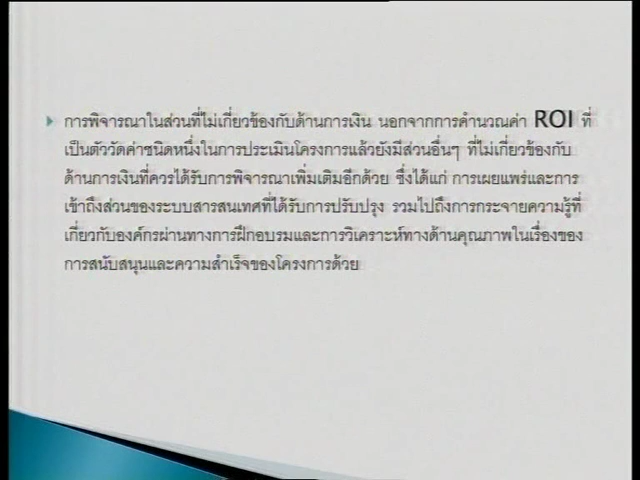 การพิจารณาในส่วนที่ไม่เกี่ยวข้องกับด้านการเงิน นอกจากการคำนวณค่า ROI ที่
เป็นตัววัดค่าชนิดหนึ่งในการประเมินโครงการแล้วยังมีส่วนอื่นๆ ที่ไม่เกี่ยวข้องกับ
ด้านการเงินที่ควรได้รับการพิจารณาเพิ่มเติมอีกด้วย ซึ่งได้แก่ การเผยแพร่และการ
เข้าถึงส่วนของระบบสารสนเทศที่ได้รับการปรับปรุง รวมไปถึงการกระจายความรู้ที่
เกี่ยวกับองค์กรผ่านทางการฝึกอบรมและการวิเคราะห์ทางด้านคุณภาพในเรื่องของ
การสนับสนุนและความสำเร็จของโครงการด้วย